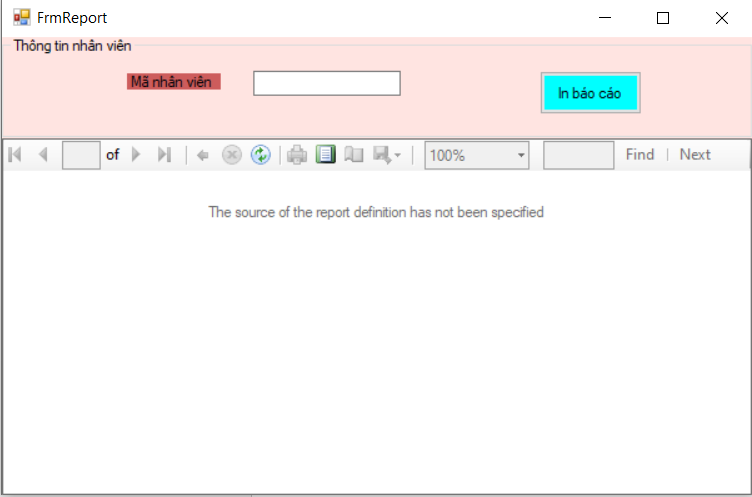 FrmReport
Thông tin nhân viên
Mã nhân viên
In báo cáo
of
100%
Find | Next
The source of the report definition has not been specified